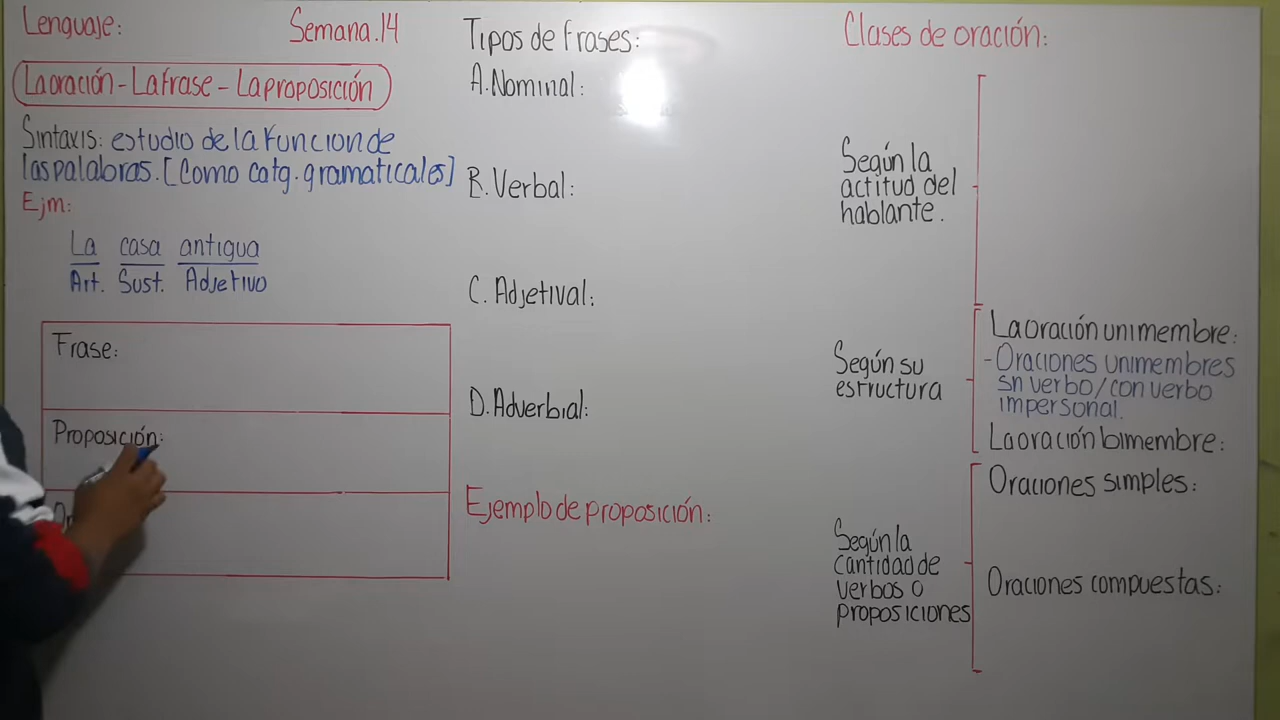 Lenguaje: Semana.14
La oración - La frase - La proposición
Sintaxis: estudio de la función de
las palabras. [Como catg. gramaticales]
Ejm:
La casa antigua
Art. Sust. Adjetivo
Frase:
Proposición:
Tipos de frases:
A. Nominal:
B. Verbal:
C. Adjetival:
D. Adverbial:
Ejemplo de proposición:
Clases de oración:
Según la
actitud del
hablante.
Según su
estructura
La oración unimembre:
- Oraciones unimembres
sn verbo/con verbo
impersonal.
La oración bimembre:
Según la
cantidad de
verbos o
proposiciones
Oraciones simples:
Oraciones compuestas: